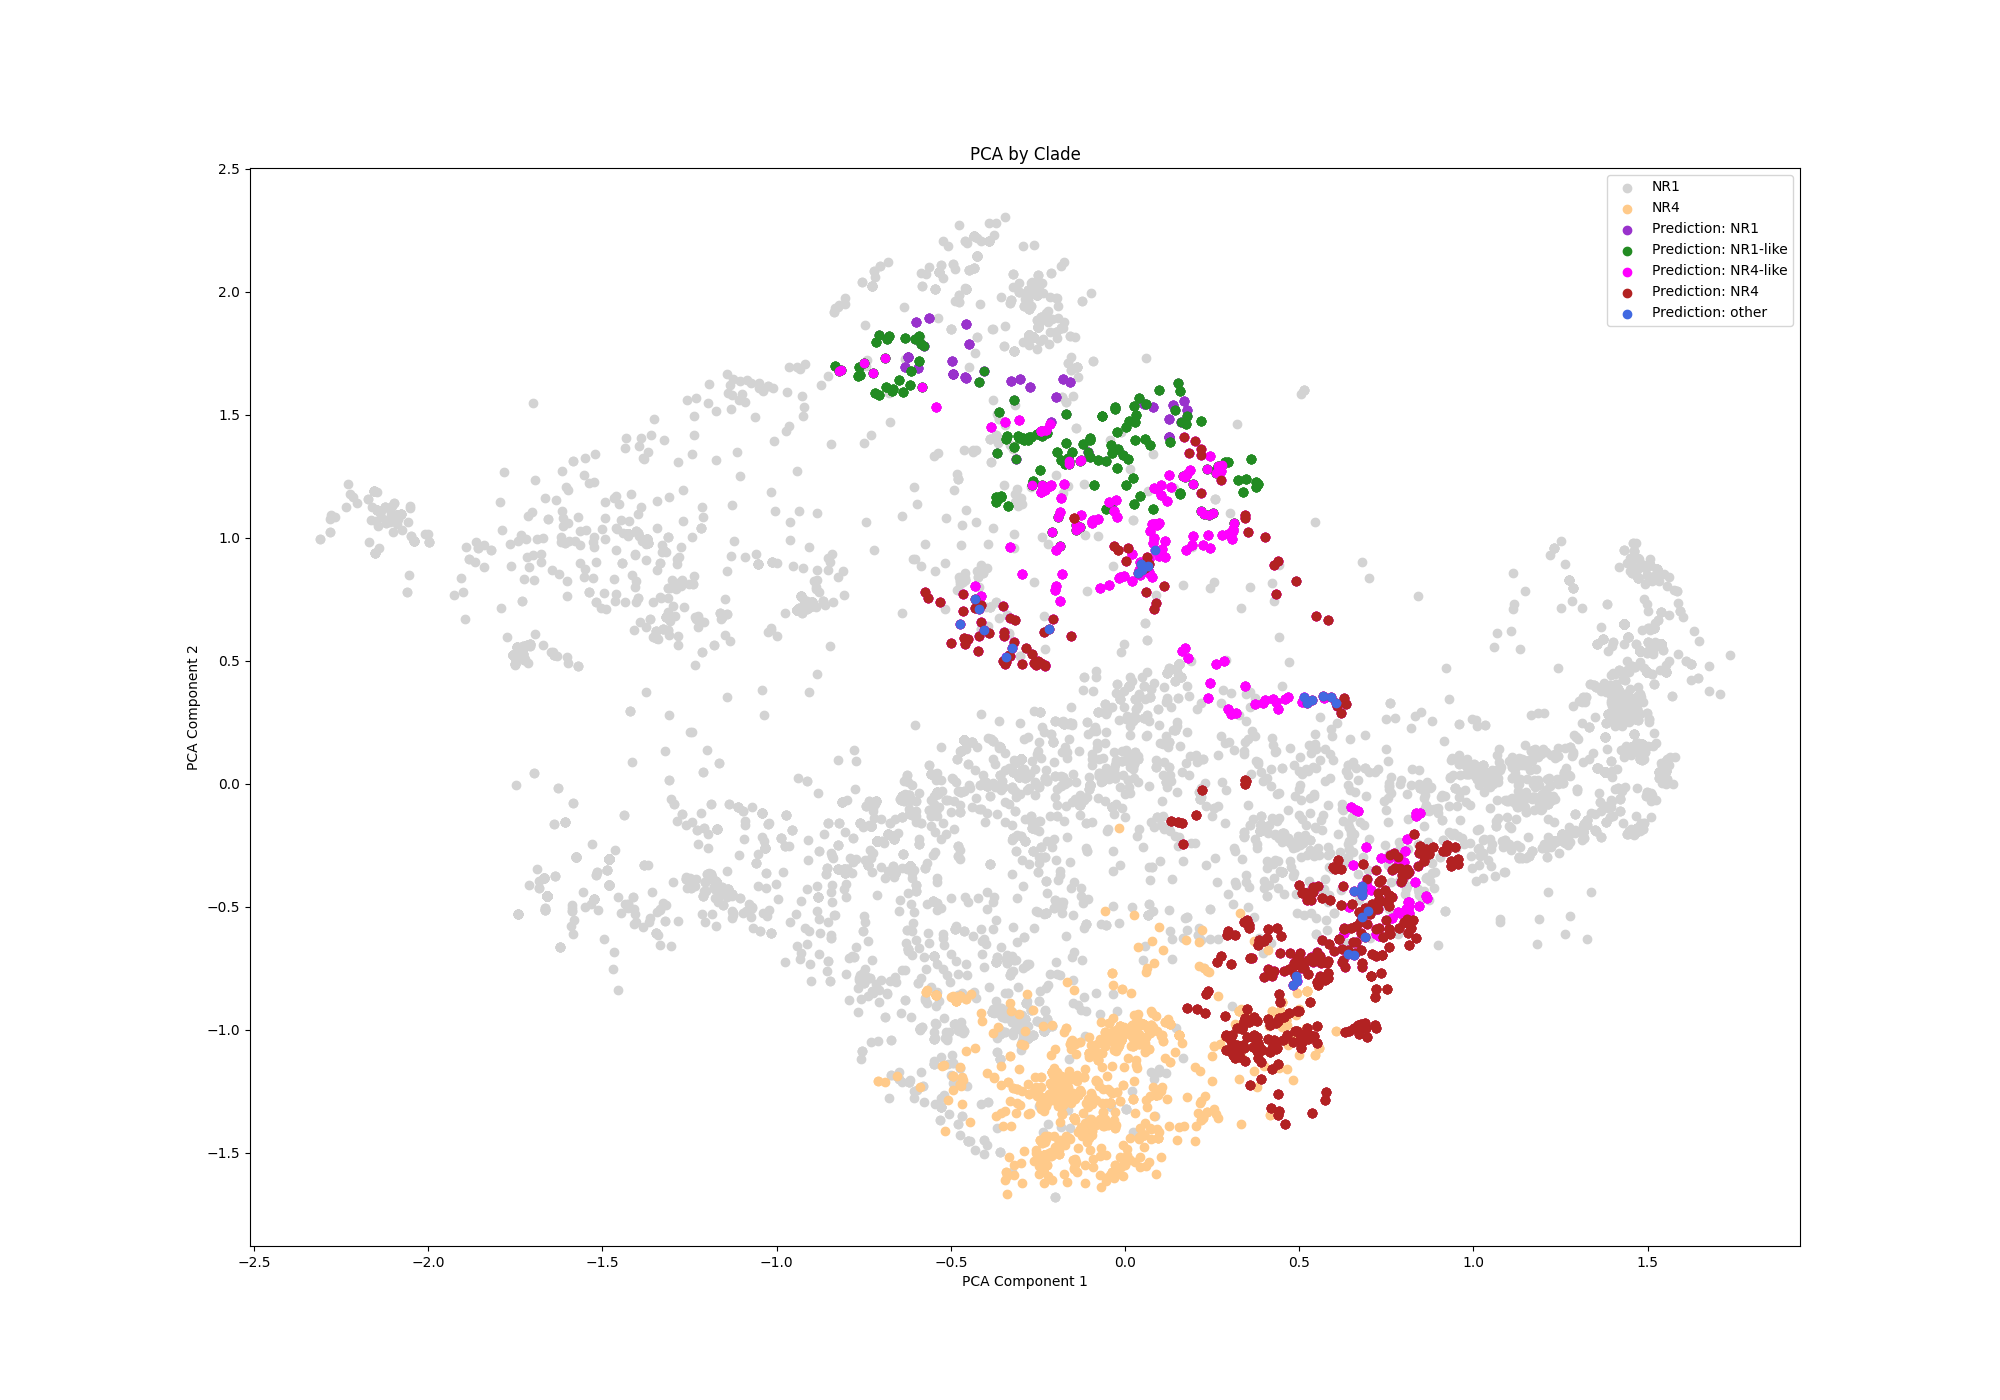 PCA by Clade
2.5
2.0
1.5
1.0
0.5
0.0
−0.5
−1.0
−1.5
PCA Component 2
NR1
NR4
Prediction: NR1
Prediction: NR1-like
Prediction: NR4-like
Prediction: NR4
Prediction: other
−2.5 −2.0 −1.5 −1.0 −0.5 0.0 0.5 1.0 1.5
PCA Component 1